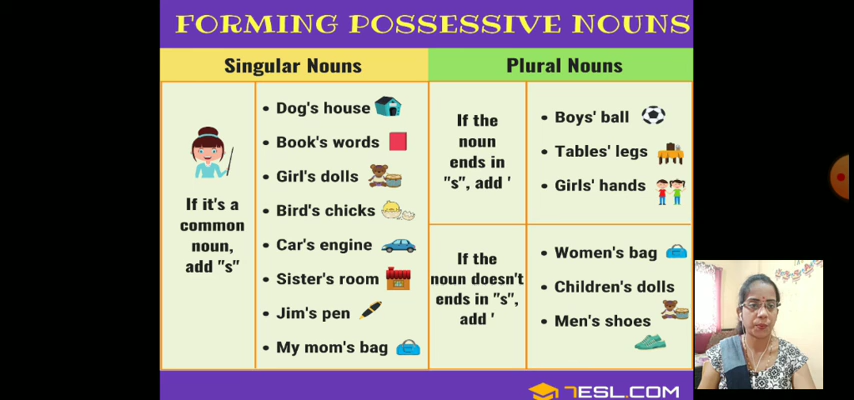 FORMING POSSESSIVE NOUNS
Singular Nouns
If it's a
common
noun,
add "s"
• Dog's house
• Book's words
• Girl's dolls
• Bird's chicks
• Car's engine
• Sister's room
• Jim's pen
• My mom's bag
Plural Nouns
If the
noun
ends in
"s", add '
• Boys' ball
• Tables' legs
• Girls' hands
If the
noun doesn't
ends in "s",
add '
• Women's bag
• Children's dolls
• Men's shoes
7ESL.COM